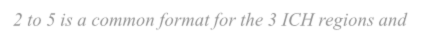 2 to 5 is a common format for the 3 ICH regions and